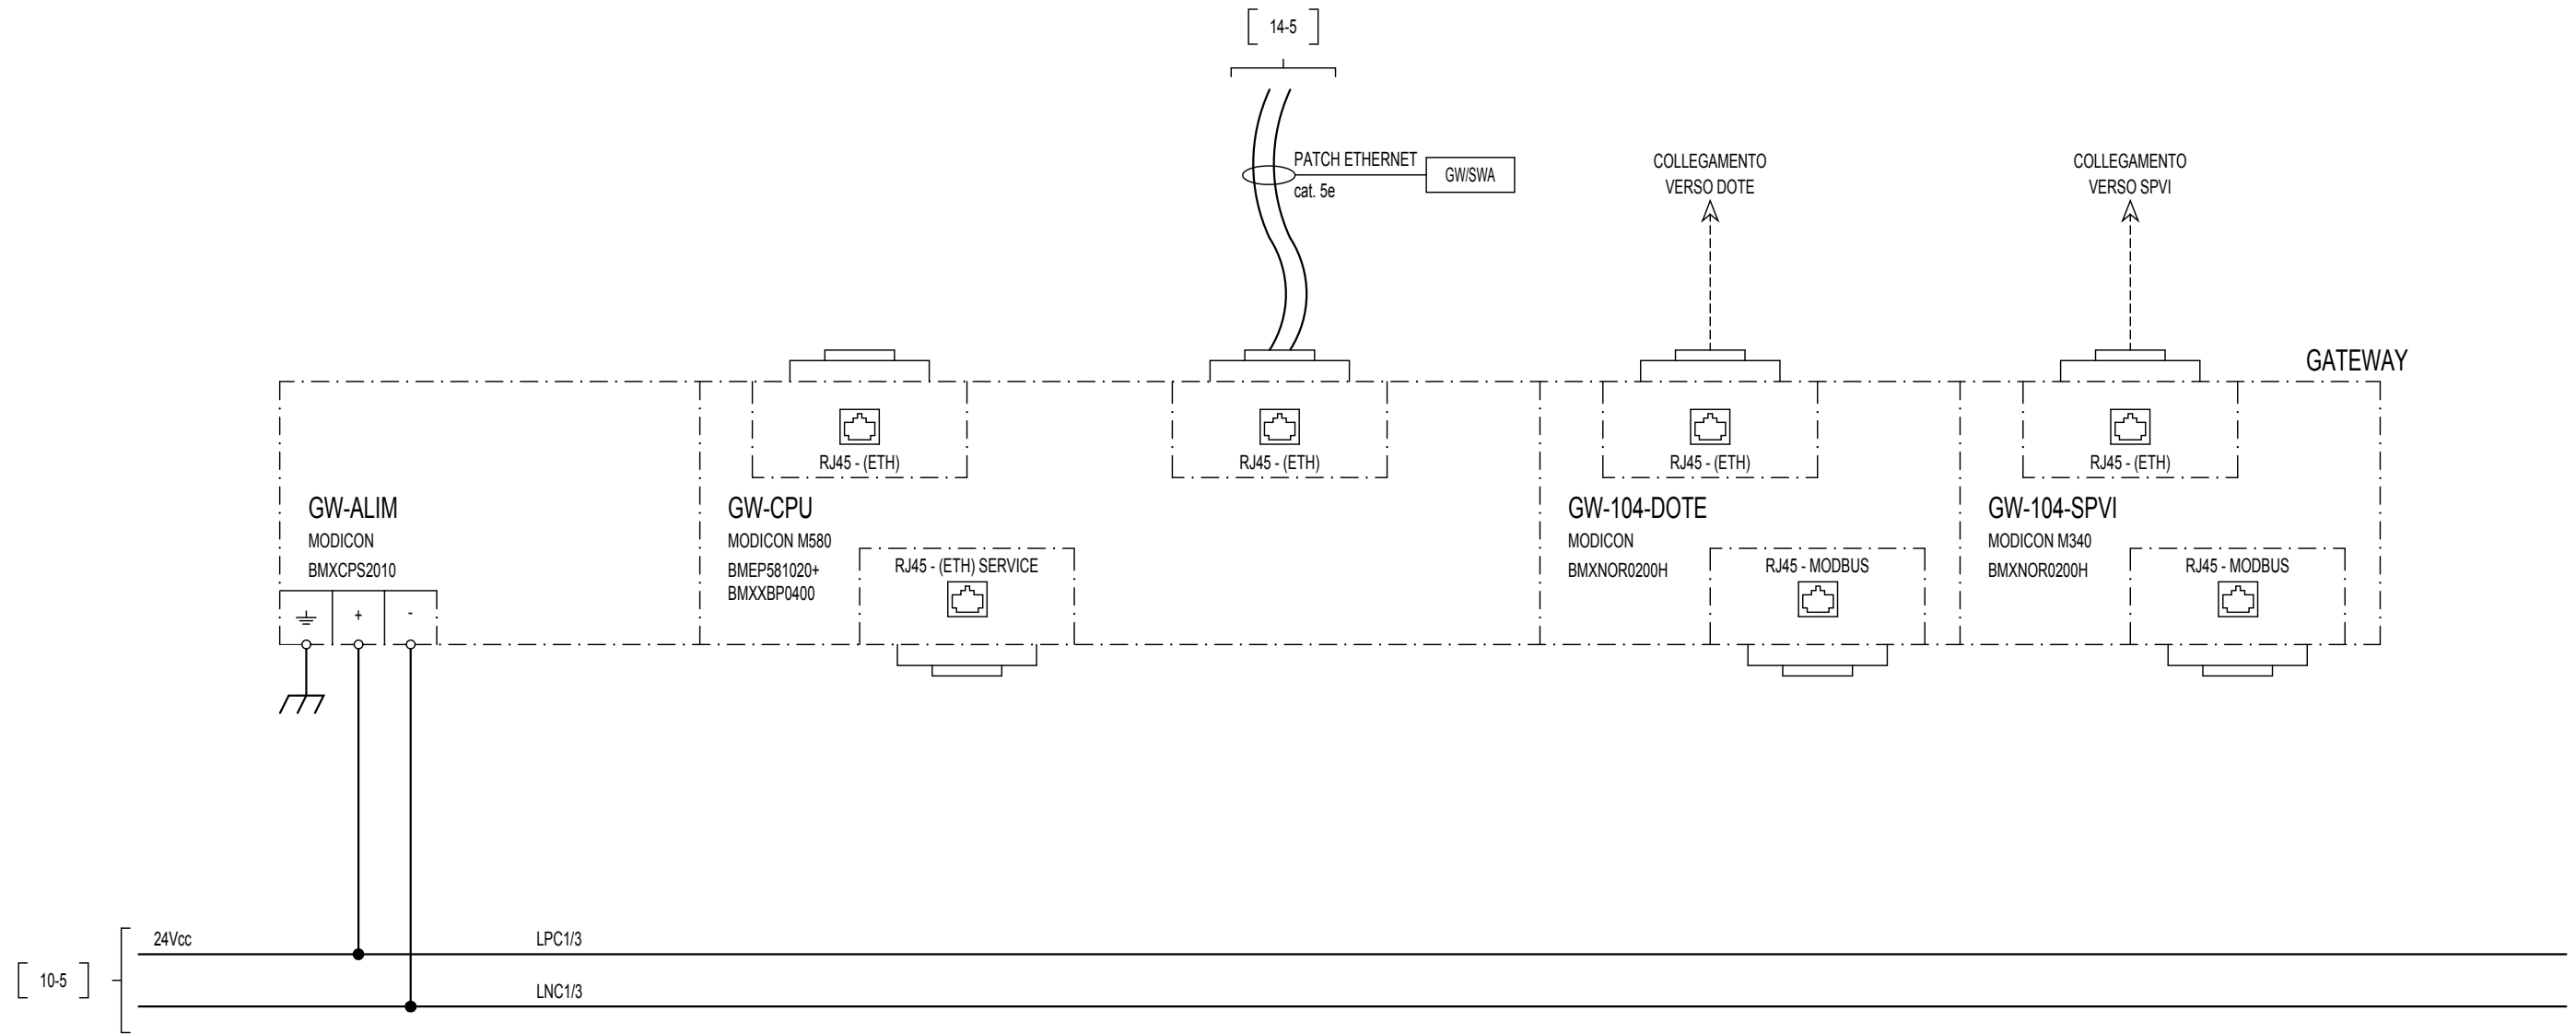 14-5
PATCH ETHERNET
cat. 5e
GW/SWA
COLLEGAMENTO
VERSO DOTE
COLLEGAMENTO
VERSO SPVI
GATEWAY
RJ45 - (ETH)
RJ45 - (ETH)
RJ45 - (ETH)
RJ45 - (ETH)
GW-ALIM
MODICON
BMXCPS2010
+
-
GW-CPU
MODICON M580
BMEP581020+
BMXXBP0400
RJ45 - (ETH) SERVICE
GW-104-DOTE
MODICON
BMXNOR0200H
RJ45 - MODBUS
GW-104-SPVI
MODICON M340
BMXNOR0200H
RJ45 - MODBUS
24Vcc
LPC1/3
10-5
LNC1/3